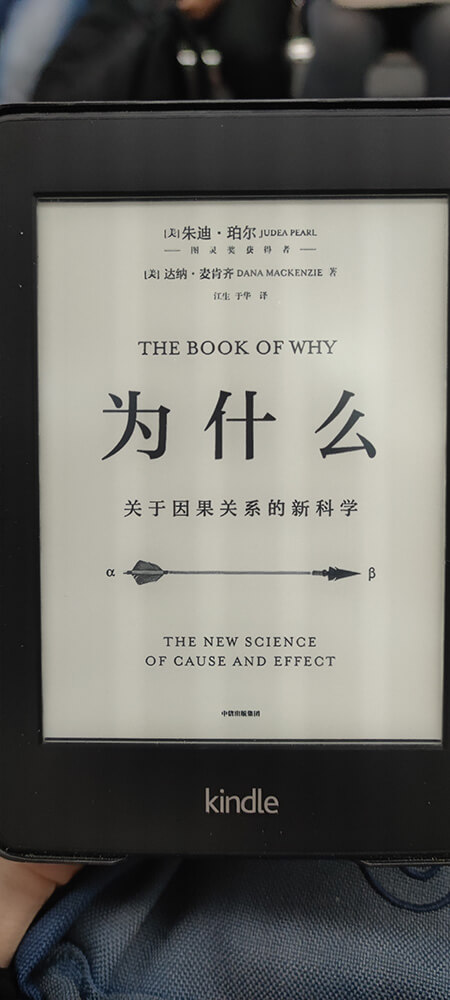 [美]朱迪·珀尔 JUDEA PEARL
图灵奖获得者
[美] 达纳·麦肯齐 DANA MACKENZIE 著
江生 于华 译
THE BOOK OF WHY
为什么
关于因果关系的新科学
α β
THE NEW SCIENCE
OF CAUSE AND EFFECT
中信出版集团
kindle